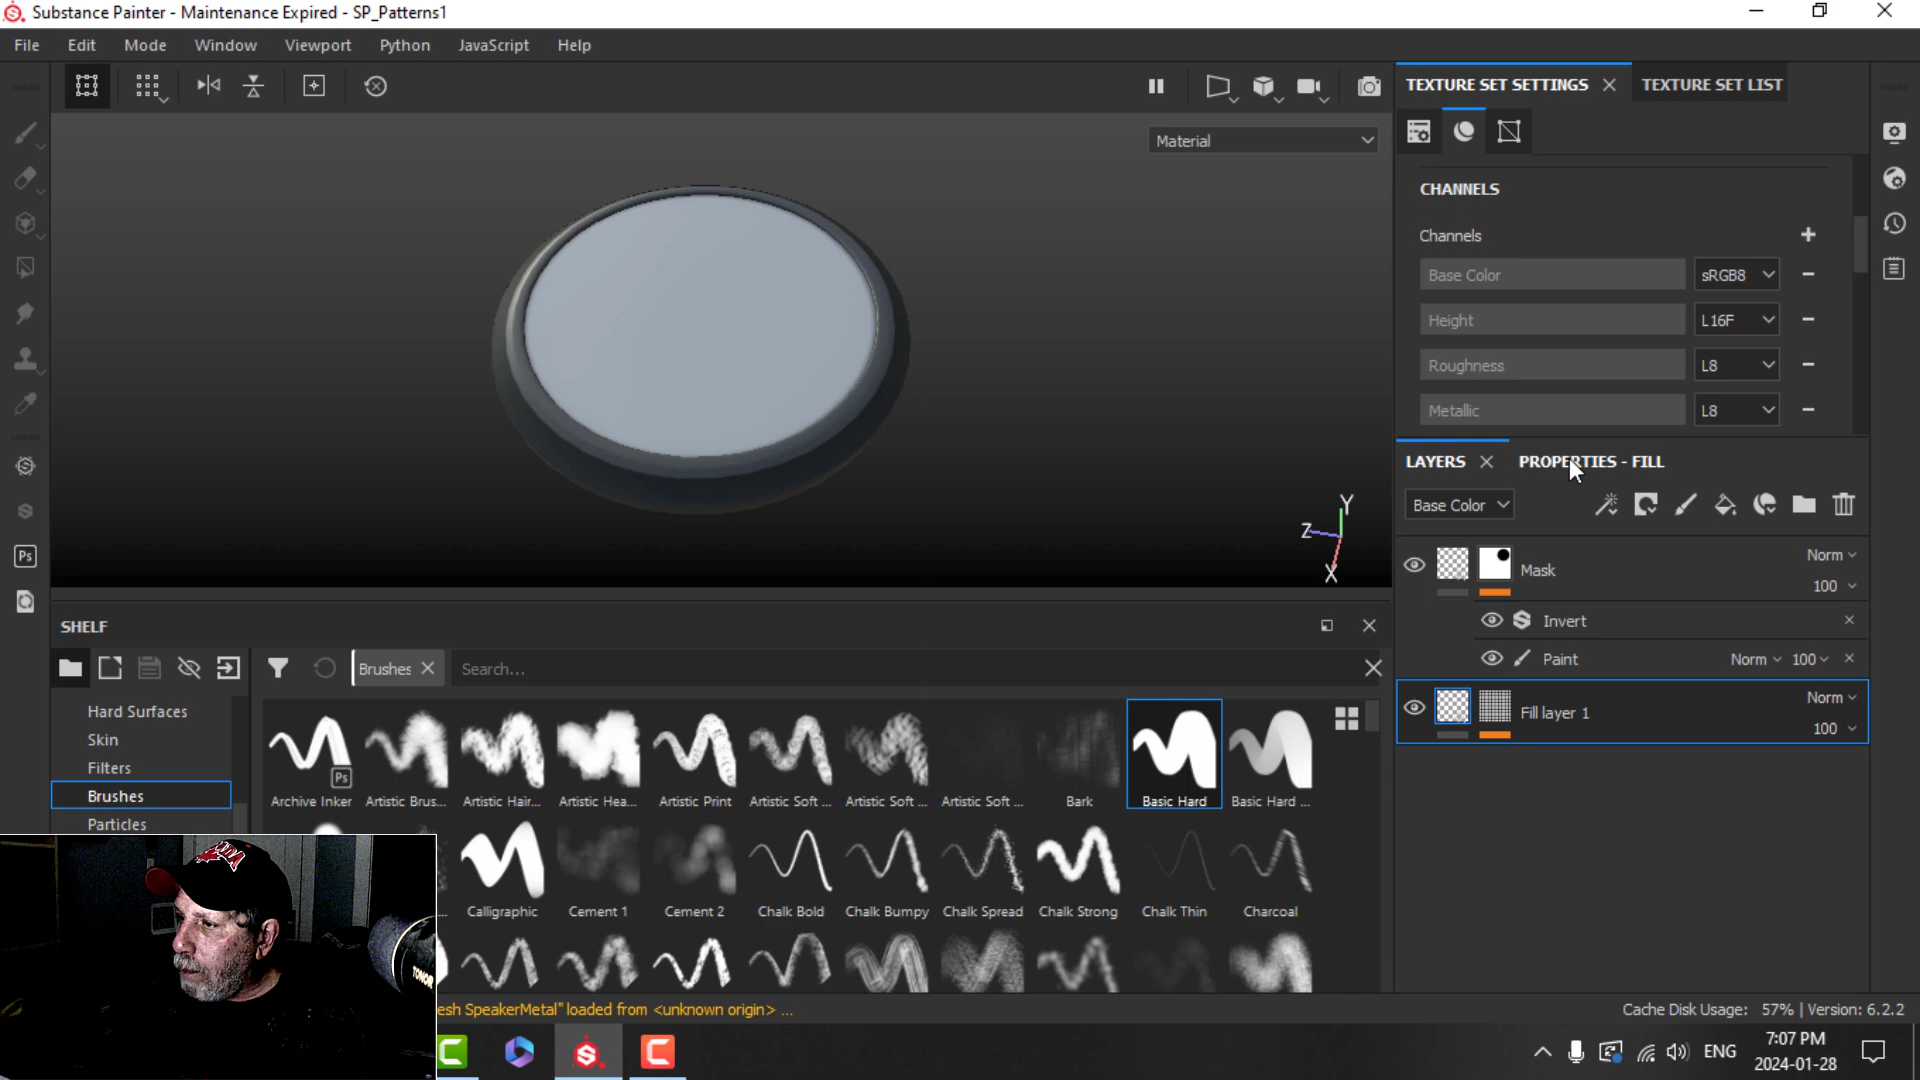 Substance Painter - Maintenance Expired - SP_Patterns1
File Edit Mode Window Viewport Python JavaScript Help
TEXTURE SET SETTINGS TEXTURE SET LIST
Material
CHANNELS
Channels
Base Color sRGB8
Height L16F
Roughness L8
Metallic L8
LAYERS PROPERTIES - FILL
Base Color
Mask Norm 100
Invert
Paint Norm 100
Fill layer 1 Norm 100
Y
Z
X
SHELF
Brushes Search...
Hard Surfaces
Skin
Filters
Brushes
Particles
Ps
Ps
Archive Inker Artistic Brus... Artistic Hair... Artistic Hea... Artistic Print Artistic Soft ... Artistic Soft ... Artistic Soft ... Bark Basic Hard Basic Hard ...
Calligraphic Cement 1 Cement 2 Chalk Bold Chalk Bumpy Chalk Spread Chalk Strong Chalk Thin Charcoal
TONOR
esh SpeakerMetal" loaded from <unknown origin> ...
Cache Disk Usage: 57% | Version: 6.2.2
ENG
7:07 PM
2024-01-28